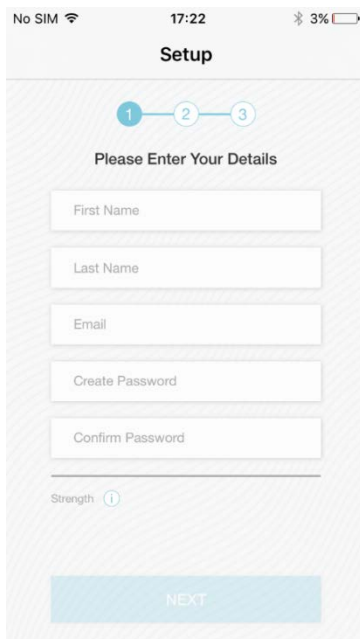 No SIM 17:22 3%
Setup
1 2 3
Please Enter Your Details
First Name
Last Name
Email
Create Password
Confirm Password
Strength i
NEXT